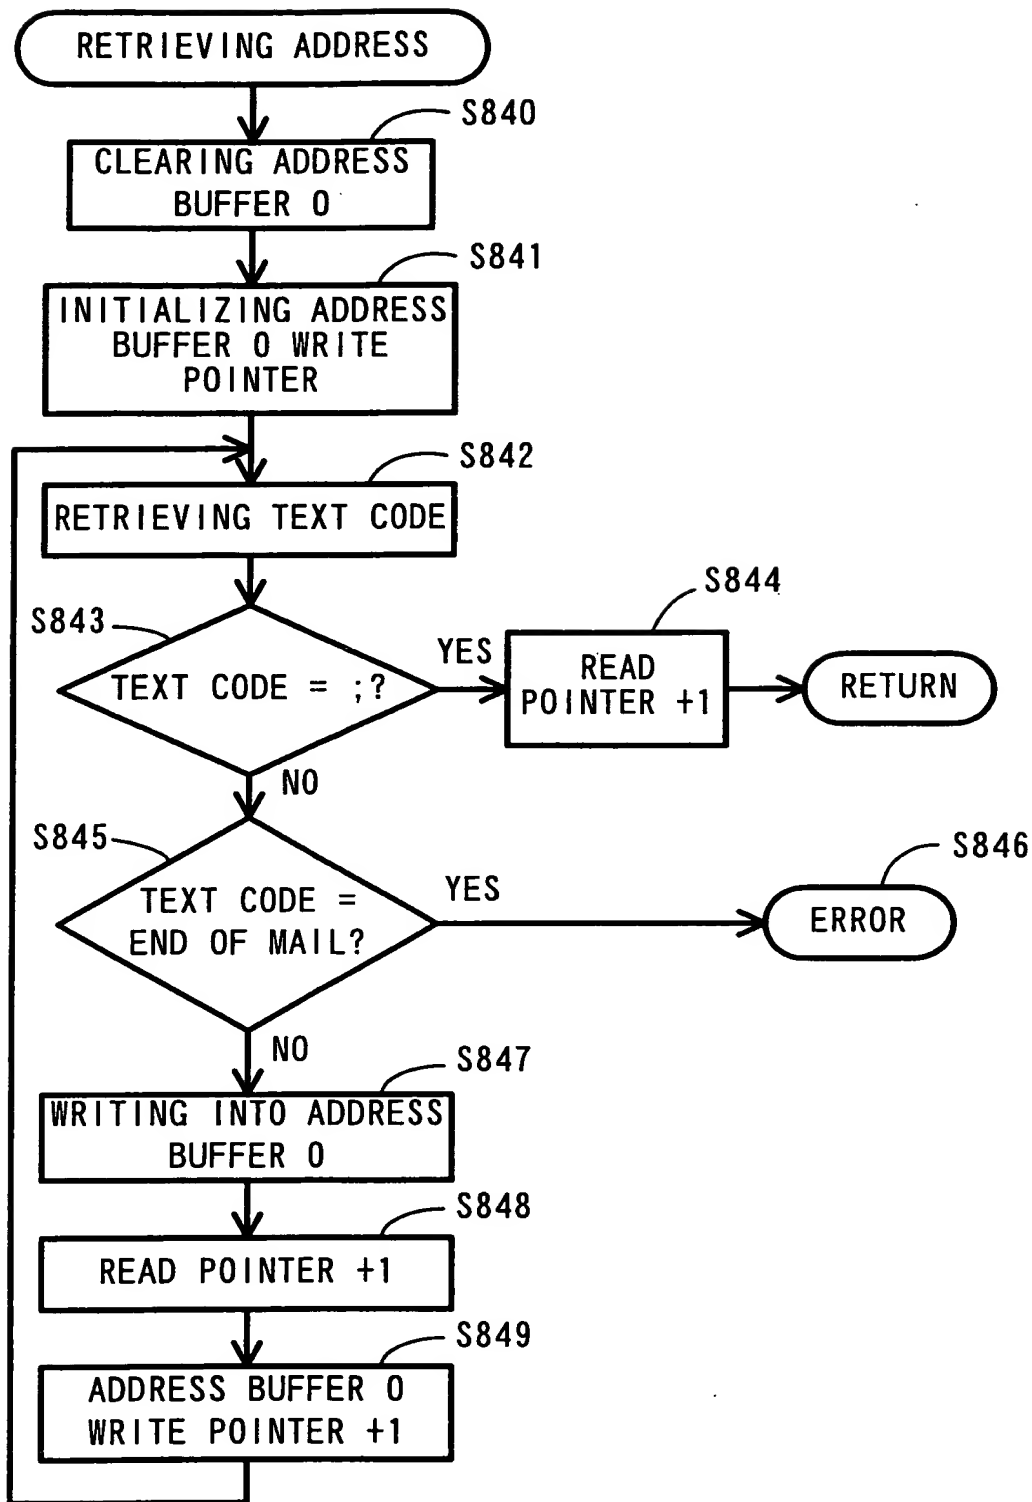 RETRIEVING ADDRESS
S840
CLEARING ADDRESS
BUFFER 0
S841
INITIALIZING ADDRESS
BUFFER 0 WRITE
POINTER
S842
RETRIEVING TEXT CODE
S843
TEXT CODE = ;?
YES
S844
READ
POINTER +1
RETURN
NO
S845
TEXT CODE =
END OF MAIL?
YES
S846
ERROR
NO
S847
WRITING INTO ADDRESS
BUFFER 0
S848
READ POINTER +1
S849
ADDRESS BUFFER 0
WRITE POINTER +1